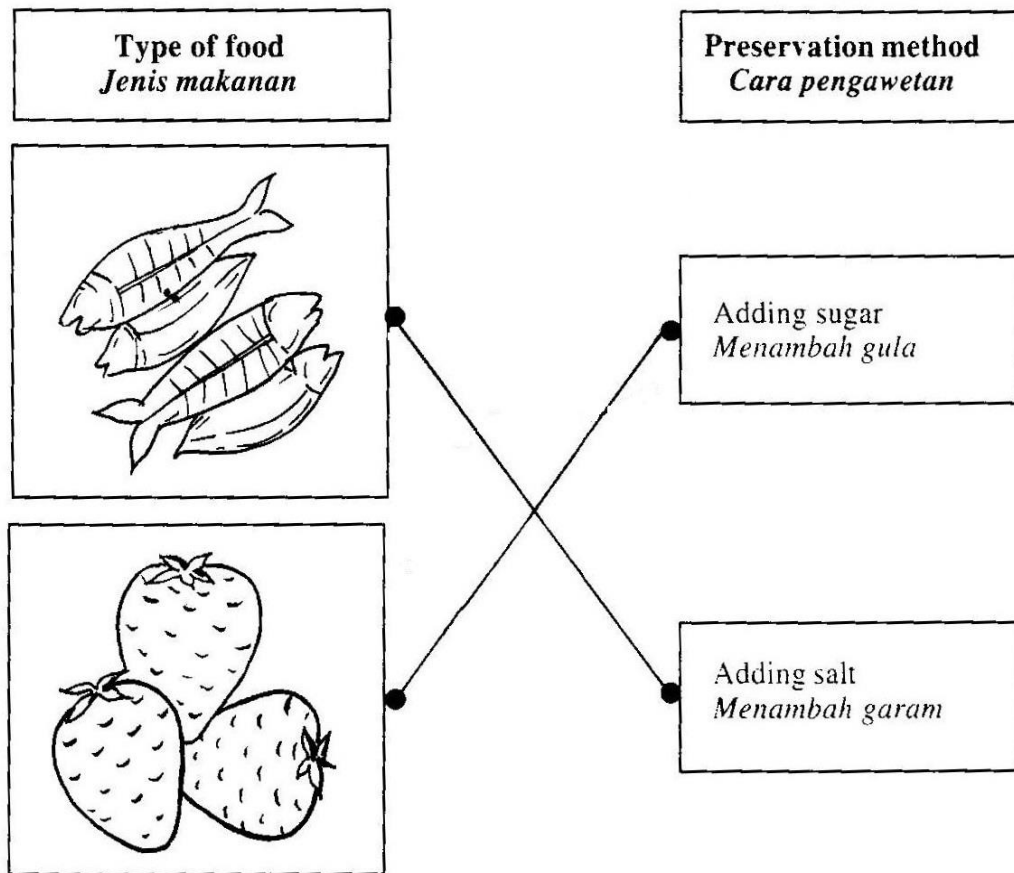 Type of food
Jenis makanan
Preservation method
Cara pengawetan
Adding sugar
Menambah gula
Adding salt
Menambah garam